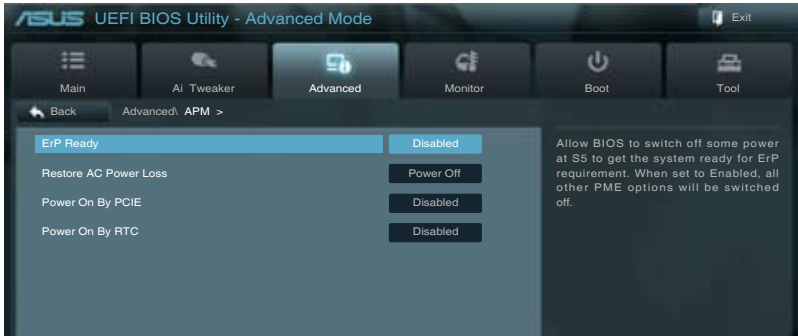 ASUS UEFI BIOS Utility - Advanced Mode
Exit
Main
Ai Tweaker
Advanced
Monitor
Boot
Tool
Back
Advanced\ APM >
ErP Ready
Disabled
Restore AC Power Loss
Power Off
Power On By PCIE
Disabled
Power On By RTC
Disabled
Allow BIOS to switch off some power
at S5 to get the system ready for ErP
requirement. When set to Enabled, all
other PME options will be switched
off.